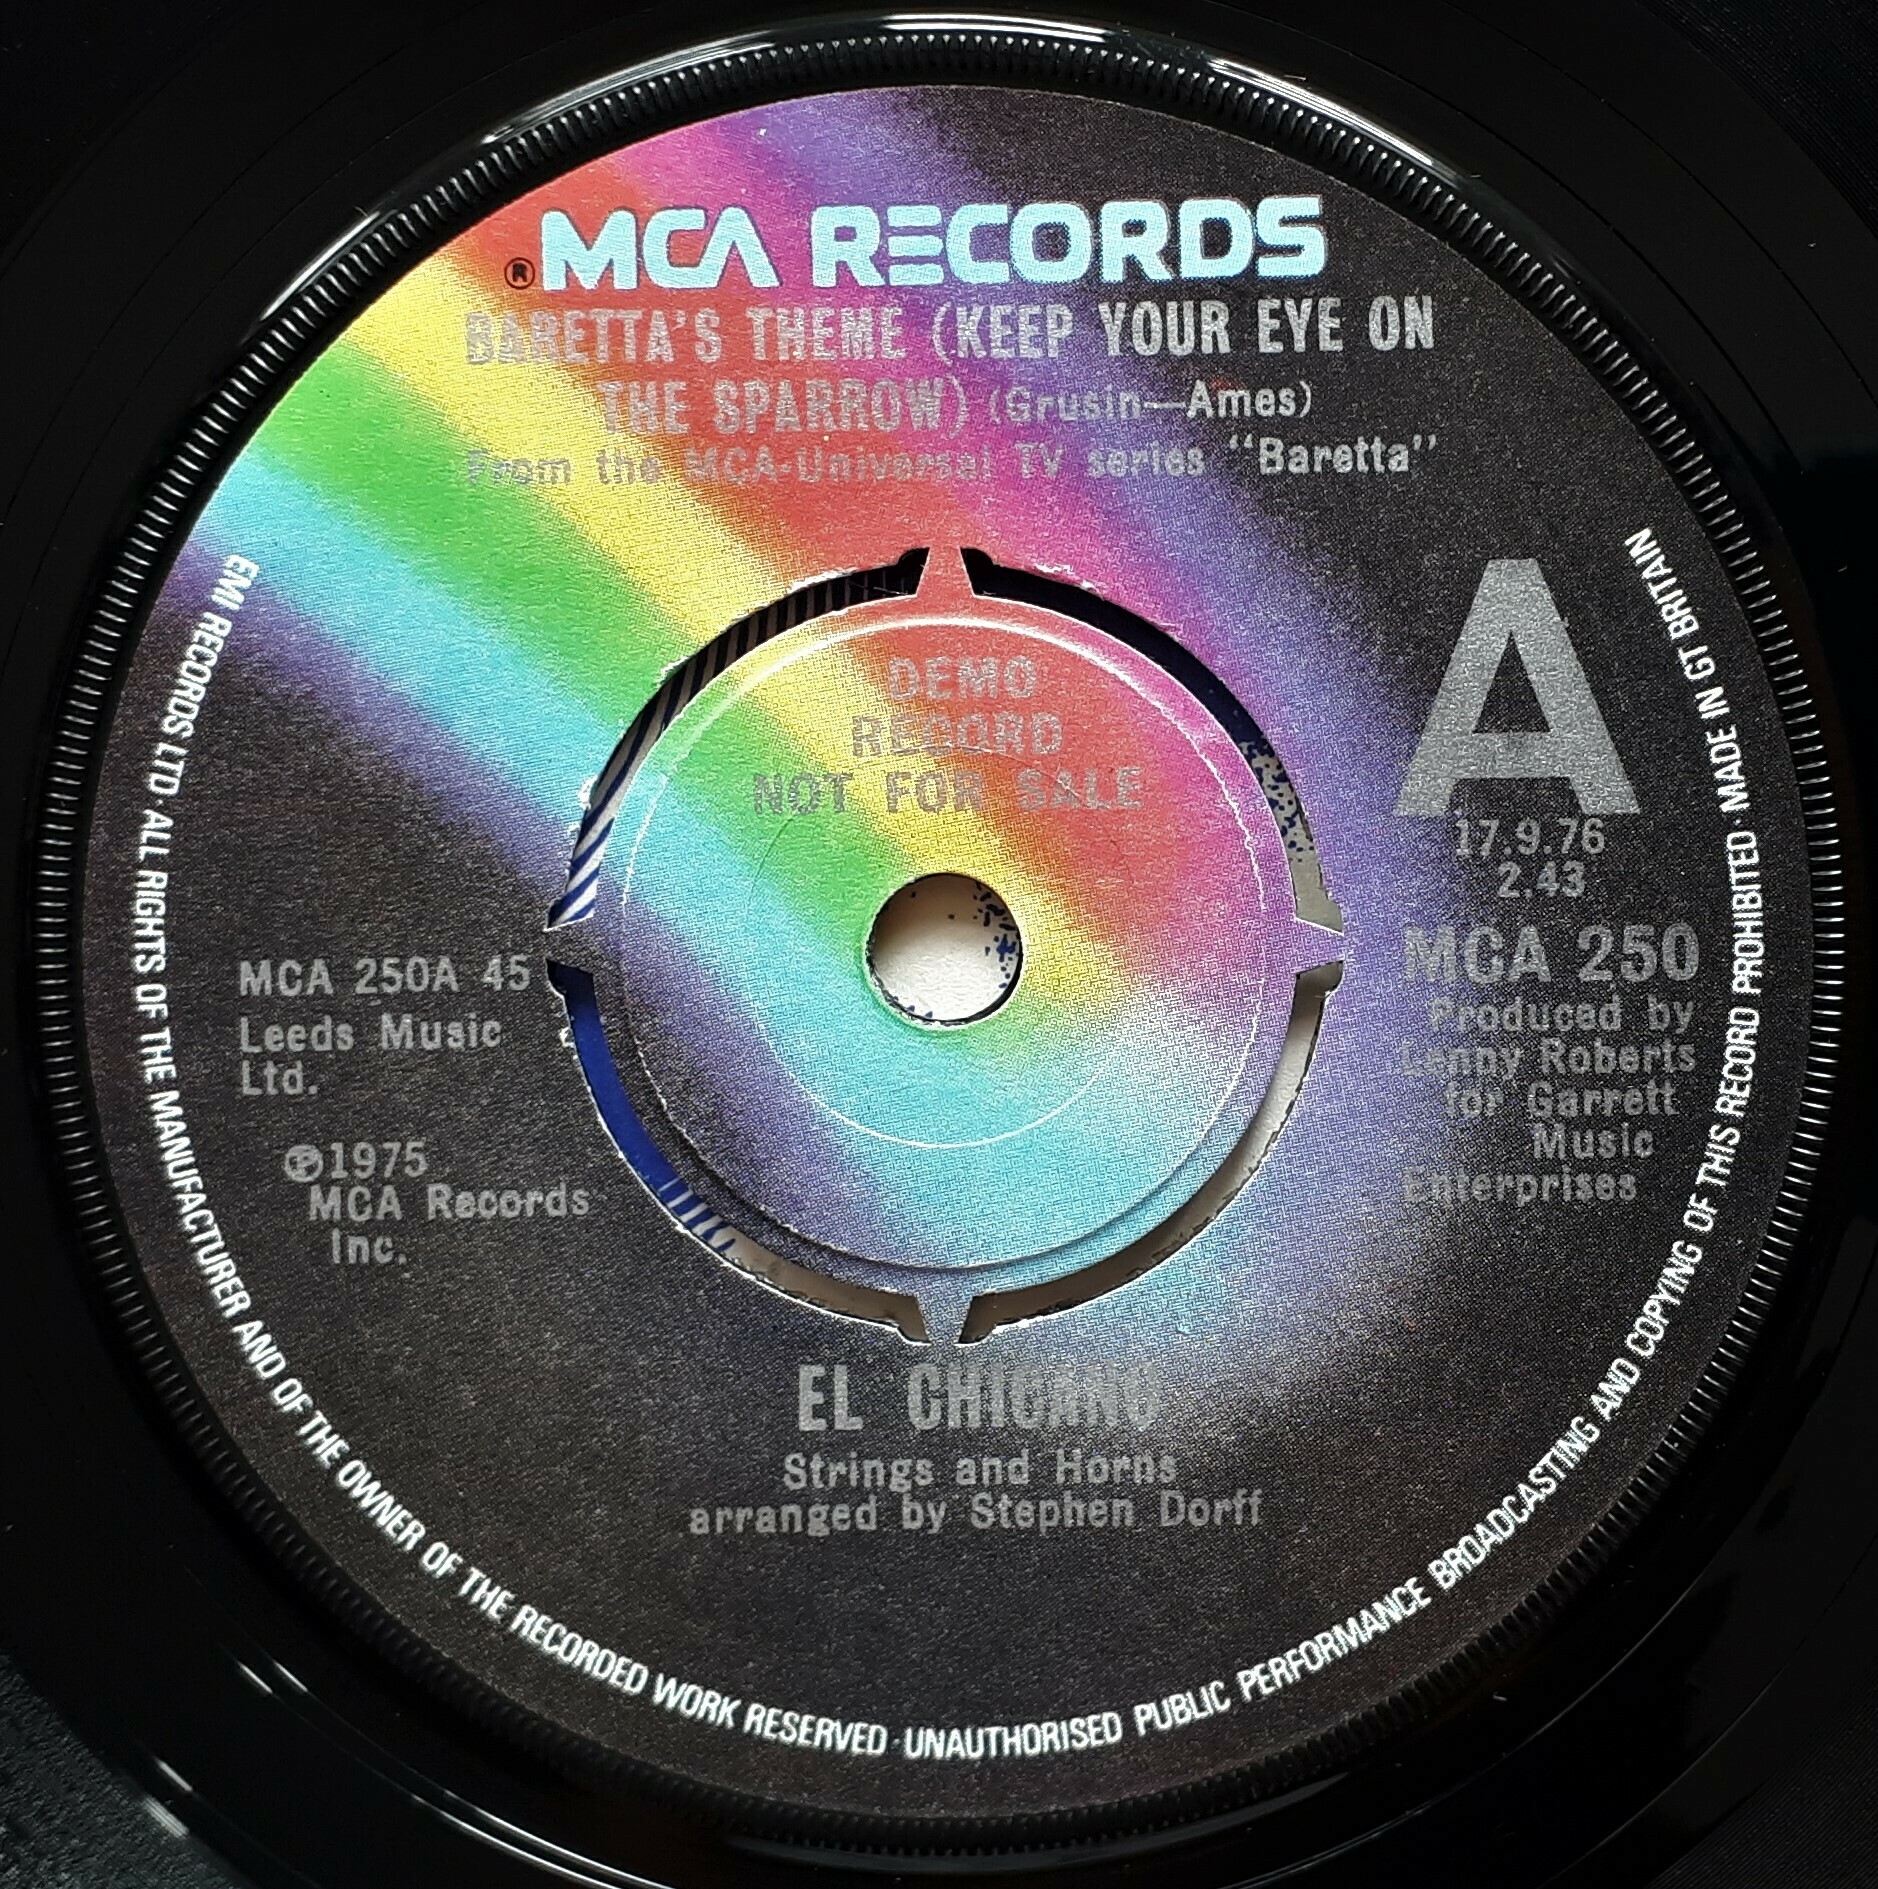 ® MCA RECORDS
BARETTA'S THEME (KEEP YOUR EYE ON
THE SPARROW) (Grusin—Ames)
From the MCA-Universal TV series "Baretta"
A
DEMO
RECORD
NOT FOR SALE
17.9.76
2.43
MCA 250
Produced by
Lenny Roberts
for Garrett
Music
Enterprises
MCA 250A 45
Leeds Music
Ltd.
℗1975
MCA Records
Inc.
EL CHICANO
Strings and Horns
arranged by Stephen Dorff
EMI RECORDS LTD · ALL RIGHTS OF THE MANUFACTURER AND OF THE OWNER OF THE RECORDED WORK RESERVED · UNAUTHORISED PUBLIC PERFORMANCE BROADCASTING AND COPYING OF THIS RECORD PROHIBITED · MADE IN GT BRITAIN